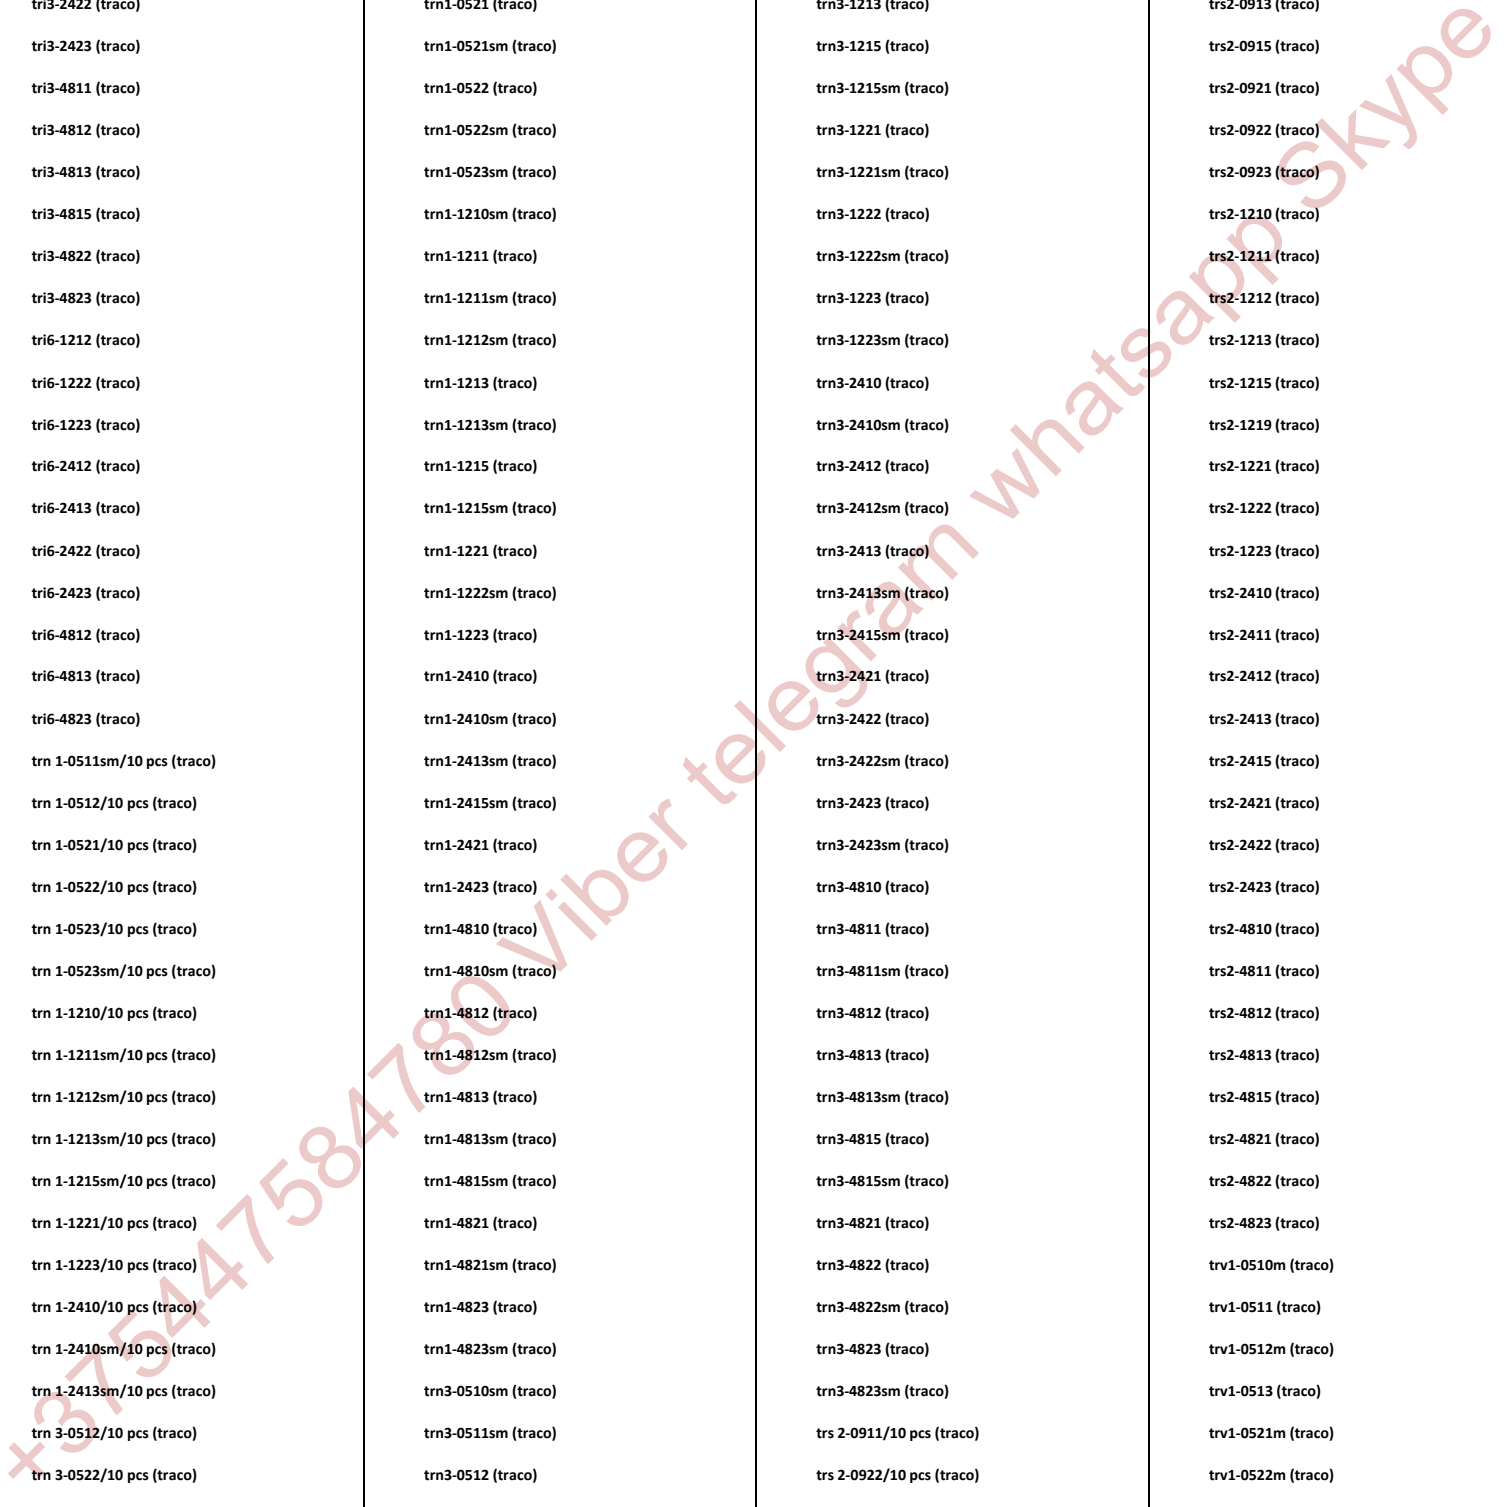 tri3-2422 (traco)
tri3-2423 (traco)
tri3-4811 (traco)
tri3-4812 (traco)
tri3-4813 (traco)
tri3-4815 (traco)
tri3-4822 (traco)
tri3-4823 (traco)
tri6-1212 (traco)
tri6-1222 (traco)
tri6-1223 (traco)
tri6-2412 (traco)
tri6-2413 (traco)
tri6-2422 (traco)
tri6-2423 (traco)
tri6-4812 (traco)
tri6-4813 (traco)
tri6-4823 (traco)
trn 1-0511sm/10 pcs (traco)
trn 1-0512/10 pcs (traco)
trn 1-0521/10 pcs (traco)
trn 1-0522/10 pcs (traco)
trn 1-0523/10 pcs (traco)
trn 1-0523sm/10 pcs (traco)
trn 1-1210/10 pcs (traco)
trn 1-1211sm/10 pcs (traco)
trn 1-1212sm/10 pcs (traco)
trn 1-1213sm/10 pcs (traco)
trn 1-1215sm/10 pcs (traco)
trn 1-1221/10 pcs (traco)
trn 1-1223/10 pcs (traco)
trn 1-2410/10 pcs (traco)
trn 1-2410sm/10 pcs (traco)
trn 1-2413sm/10 pcs (traco)
trn 3-0512/10 pcs (traco)
trn 3-0522/10 pcs (traco)
trn1-0521 (traco)
trn1-0521sm (traco)
trn1-0522 (traco)
trn1-0522sm (traco)
trn1-0523sm (traco)
trn1-1210sm (traco)
trn1-1211 (traco)
trn1-1211sm (traco)
trn1-1212sm (traco)
trn1-1213 (traco)
trn1-1213sm (traco)
trn1-1215 (traco)
trn1-1215sm (traco)
trn1-1221 (traco)
trn1-1222sm (traco)
trn1-1223 (traco)
trn1-2410 (traco)
trn1-2410sm (traco)
trn1-2413sm (traco)
trn1-2415sm (traco)
trn1-2421 (traco)
trn1-2423 (traco)
trn1-4810 (traco)
trn1-4810sm (traco)
trn1-4812 (traco)
trn1-4812sm (traco)
trn1-4813 (traco)
trn1-4813sm (traco)
trn1-4815sm (traco)
trn1-4821 (traco)
trn1-4821sm (traco)
trn1-4823 (traco)
trn1-4823sm (traco)
trn3-0510sm (traco)
trn3-0511sm (traco)
trn3-0512 (traco)
trn3-1213 (traco)
trn3-1215 (traco)
trn3-1215sm (traco)
trn3-1221 (traco)
trn3-1221sm (traco)
trn3-1222 (traco)
trn3-1222sm (traco)
trn3-1223 (traco)
trn3-1223sm (traco)
trn3-2410 (traco)
trn3-2410sm (traco)
trn3-2412 (traco)
trn3-2412sm (traco)
trn3-2413 (traco)
trn3-2413sm (traco)
trn3-2415sm (traco)
trn3-2421 (traco)
trn3-2422 (traco)
trn3-2422sm (traco)
trn3-2423 (traco)
trn3-2423sm (traco)
trn3-4810 (traco)
trn3-4811 (traco)
trn3-4811sm (traco)
trn3-4812 (traco)
trn3-4813 (traco)
trn3-4813sm (traco)
trn3-4815 (traco)
trn3-4815sm (traco)
trn3-4821 (traco)
trn3-4822 (traco)
trn3-4822sm (traco)
trn3-4823 (traco)
trn3-4823sm (traco)
trs 2-0911/10 pcs (traco)
trs 2-0922/10 pcs (traco)
trs2-0913 (traco)
trs2-0915 (traco)
trs2-0921 (traco)
trs2-0922 (traco)
trs2-0923 (traco)
trs2-1210 (traco)
trs2-1211 (traco)
trs2-1212 (traco)
trs2-1213 (traco)
trs2-1215 (traco)
trs2-1219 (traco)
trs2-1221 (traco)
trs2-1222 (traco)
trs2-1223 (traco)
trs2-2410 (traco)
trs2-2411 (traco)
trs2-2412 (traco)
trs2-2413 (traco)
trs2-2415 (traco)
trs2-2421 (traco)
trs2-2422 (traco)
trs2-2423 (traco)
trs2-4810 (traco)
trs2-4811 (traco)
trs2-4812 (traco)
trs2-4813 (traco)
trs2-4815 (traco)
trs2-4821 (traco)
trs2-4822 (traco)
trs2-4823 (traco)
trv1-0510m (traco)
trv1-0511 (traco)
trv1-0512m (traco)
trv1-0513 (traco)
trv1-0521m (traco)
trv1-0522m (traco)
+375447584780 Viber telegram whatsapp Skype